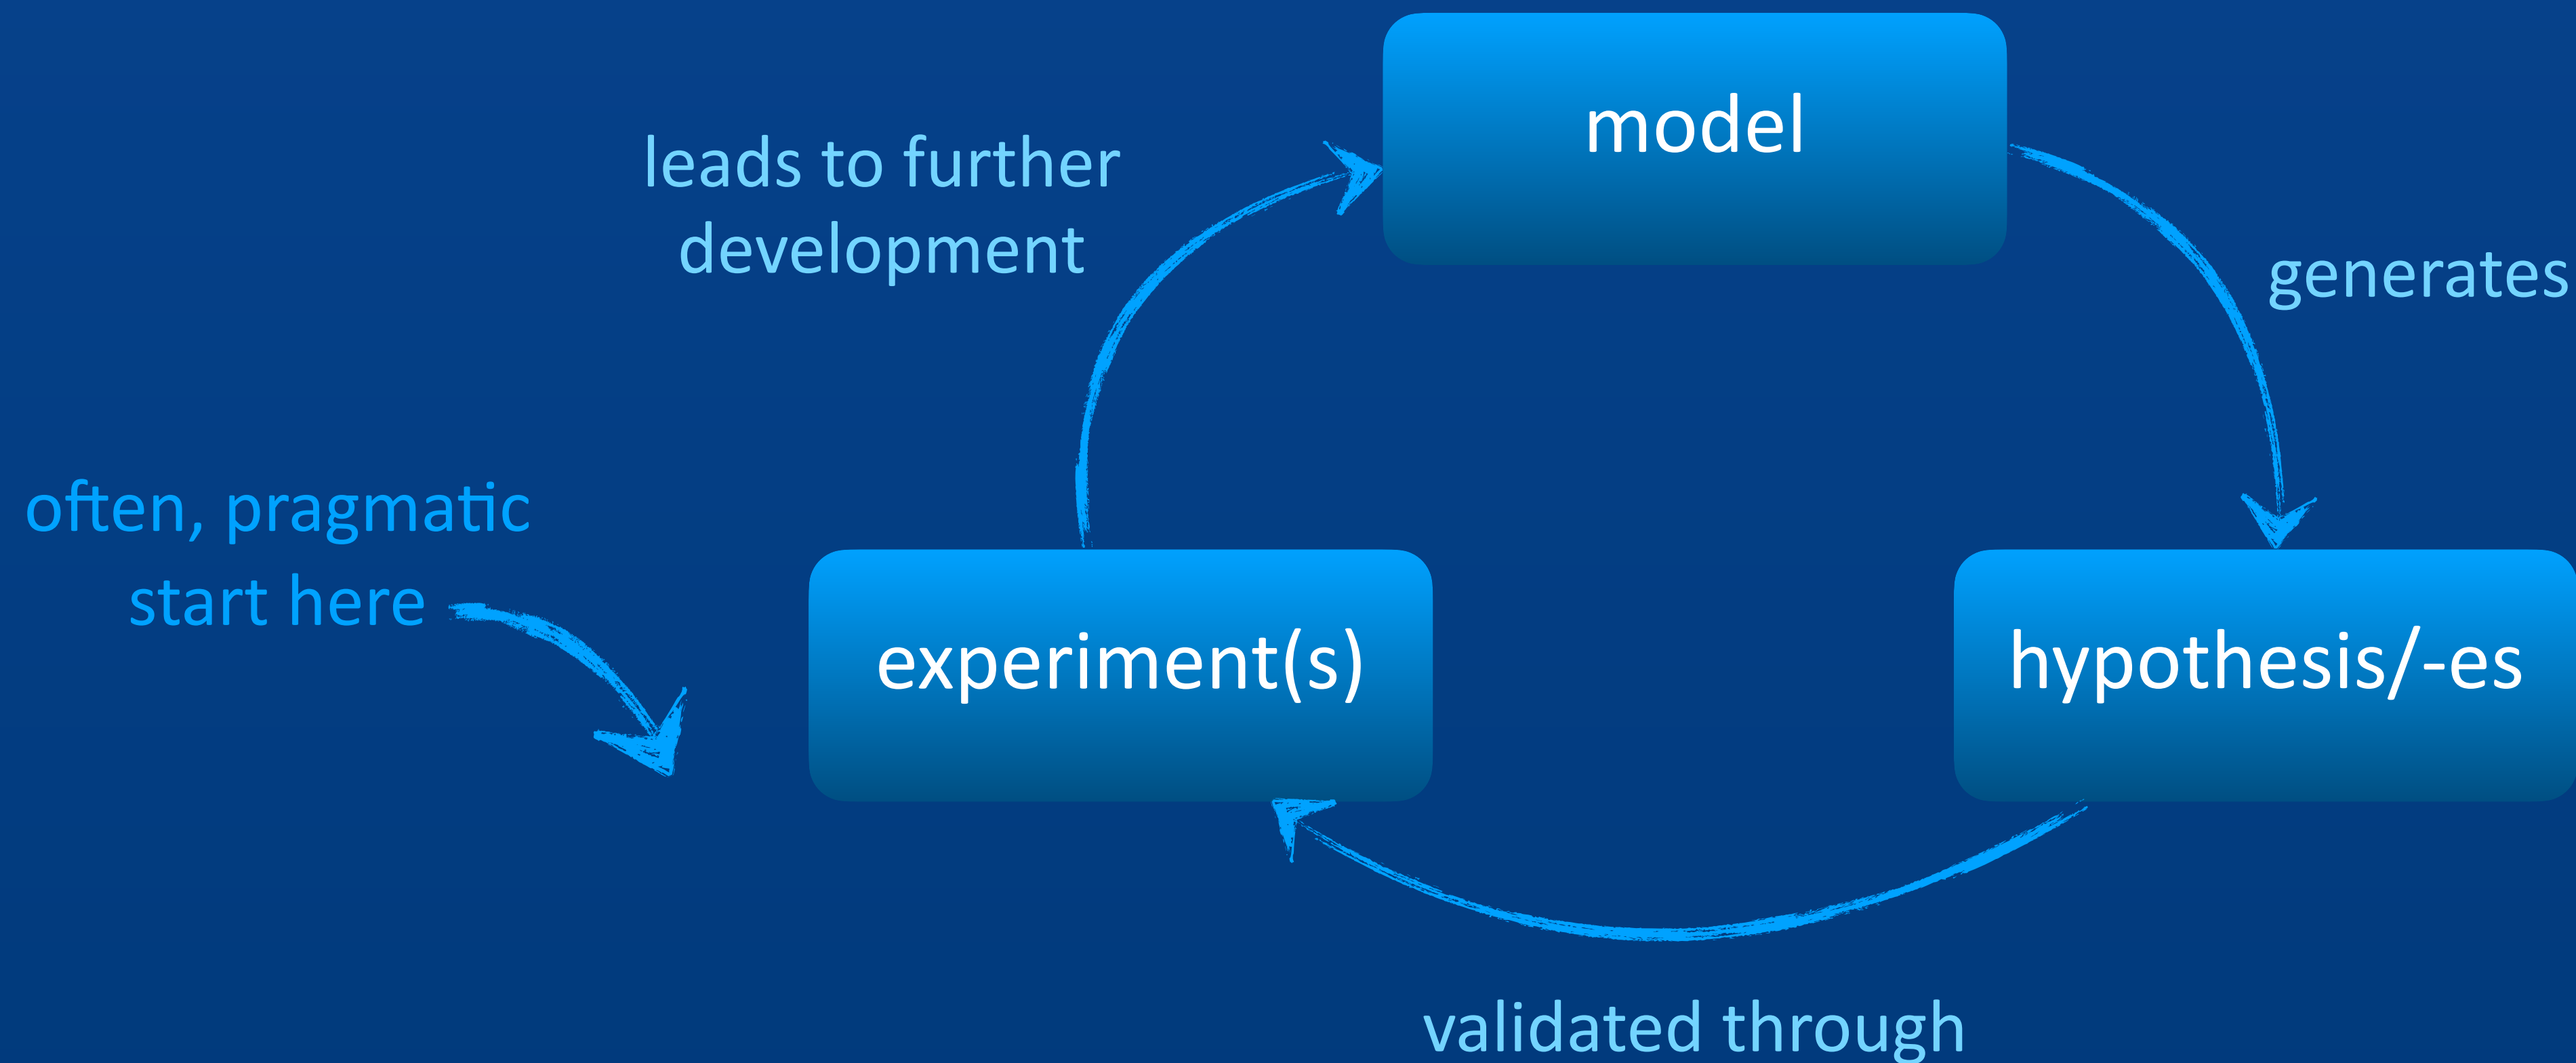 model
leads to further
development
generates
often, pragmatic
start here
experiment(s)
hypothesis/-es
validated through